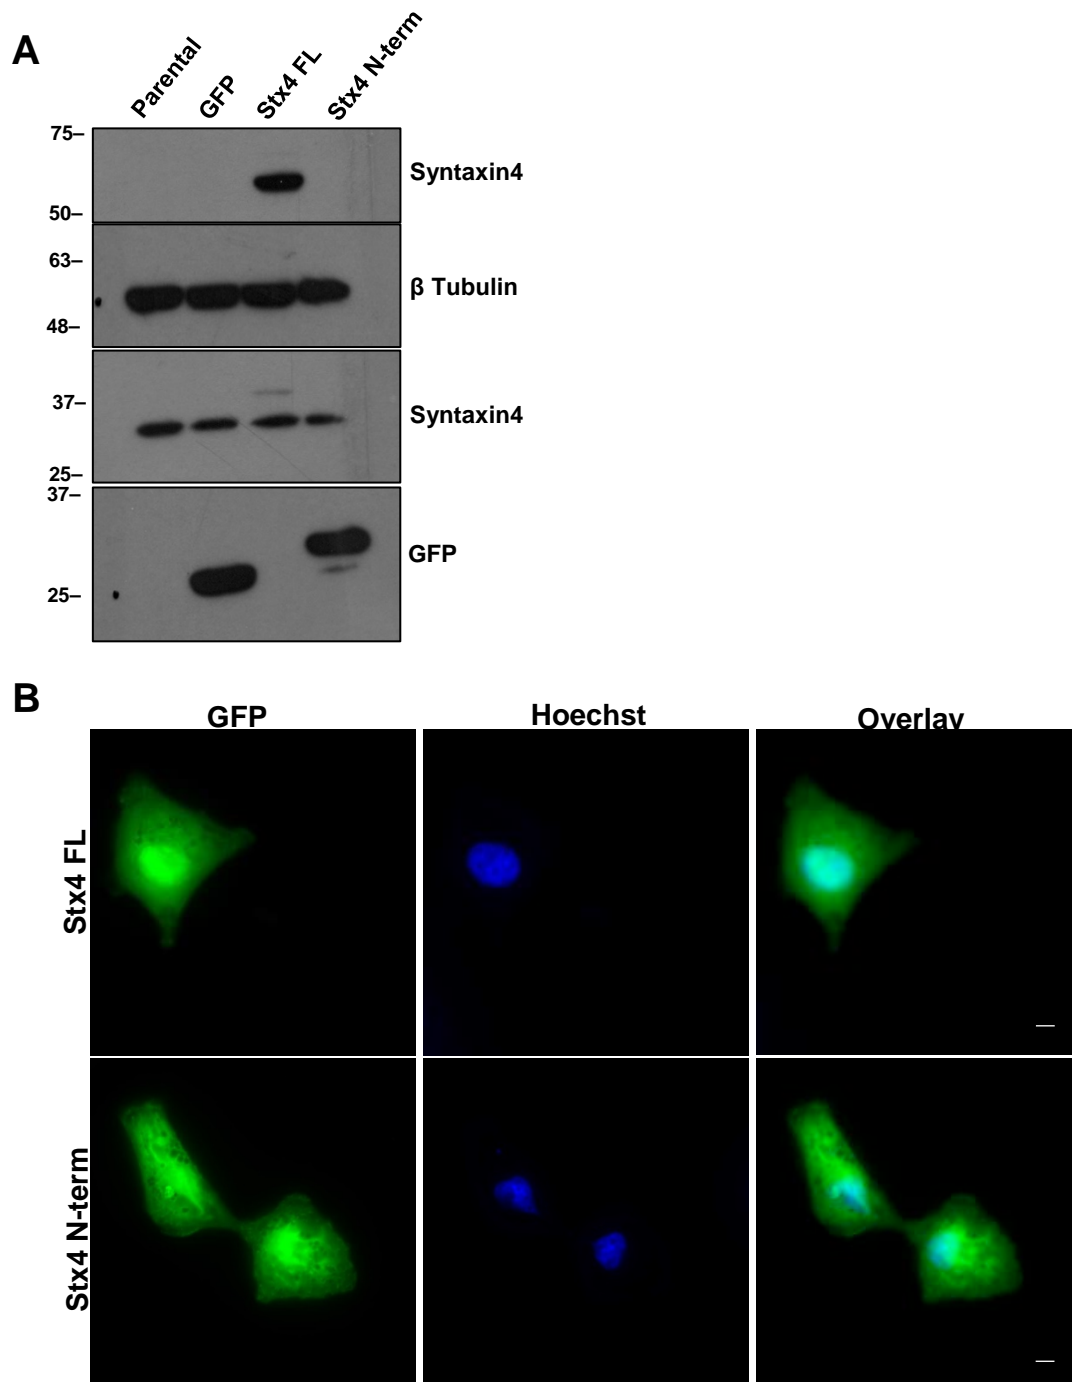 A
Parental
GFP
Stx4 FL
Stx4 N-term
75–
Syntaxin4
50–
63–
β Tubulin
48–
37–
Syntaxin4
25–
37–
GFP
25–
B
GFP
Hoechst
Overlay
Stx4 FL
Stx4 N-term